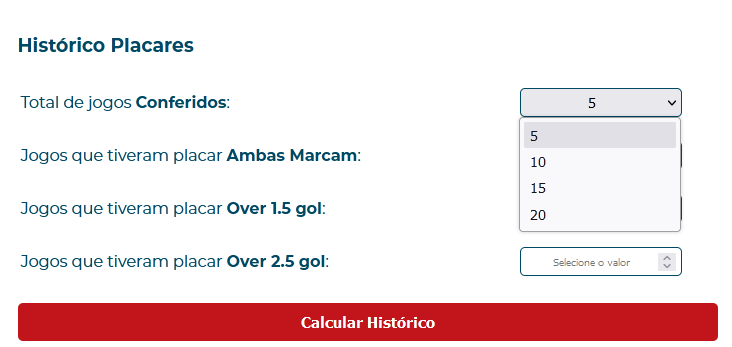 Histórico Placares
Total de jogos Conferidos:
5
5
10
15
20
Jogos que tiveram placar Ambas Marcam:
Jogos que tiveram placar Over 1.5 gol:
Jogos que tiveram placar Over 2.5 gol:
Selecione o valor
Calcular Histórico